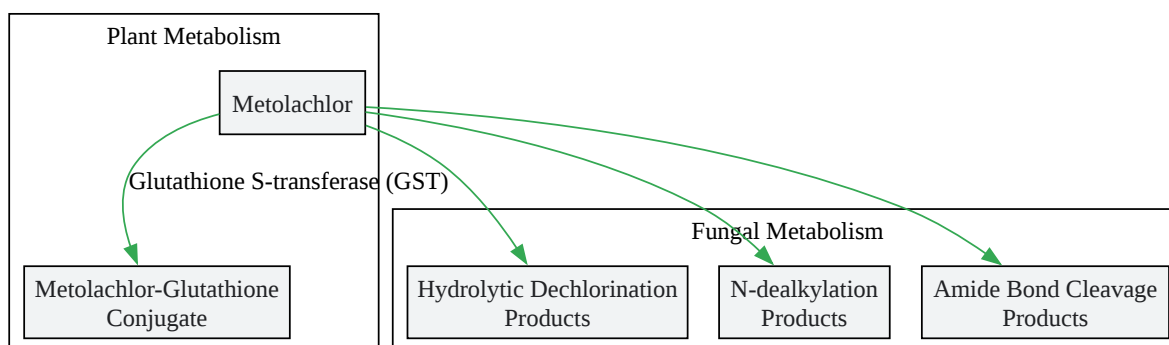 Plant Metabolism
Metolachlor
Glutathione S-transferase (GST)
Fungal Metabolism
Metolachlor-Glutathione
Conjugate
Hydrolytic Dechlorination
Products
N-dealkylation
Products
Amide Bond Cleavage
Products